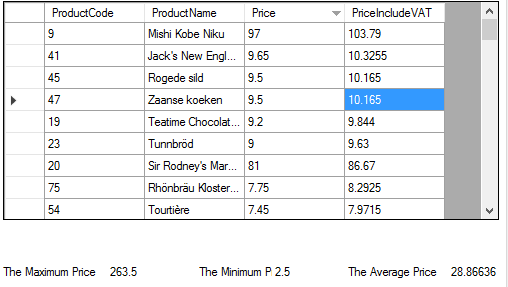 ProductCode ProductName Price PriceIncludeVAT
9 Mishi Kobe Niku 97 103.79
41 Jack's New Engl... 9.65 10.3255
45 Rogede sild 9.5 10.165
47 Zaanse koeken 9.5 10.165
19 Teatime Chocolat... 9.2 9.844
23 Tunnbröd 9 9.63
20 Sir Rodney's Mar... 81 86.67
75 Rhönbräu Kloster... 7.75 8.2925
54 Tourtière 7.45 7.9715
The Maximum Price 263.5 The Minimum P 2.5 The Average Price 28.86636